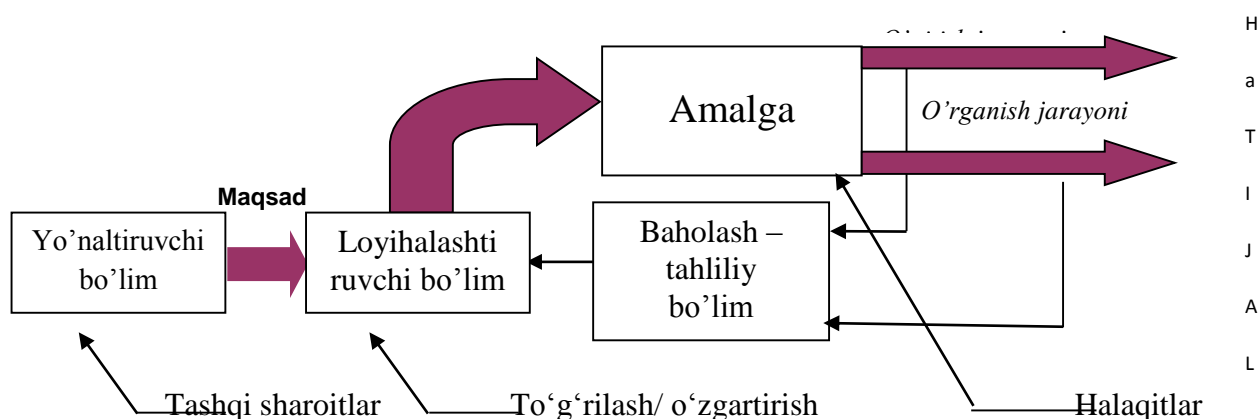 Amalga
O’rganish jarayoni
Maqsad
Yo’naltiruvchi
bo’lim
Loyihalashti
ruvchi bo’lim
Baholash –
tahliliy
bo’lim
Tashqi sharoitlar
To‘g‘rilash/ o‘zgartirish
Halaqitlar
H
a
T
I
J
A
L